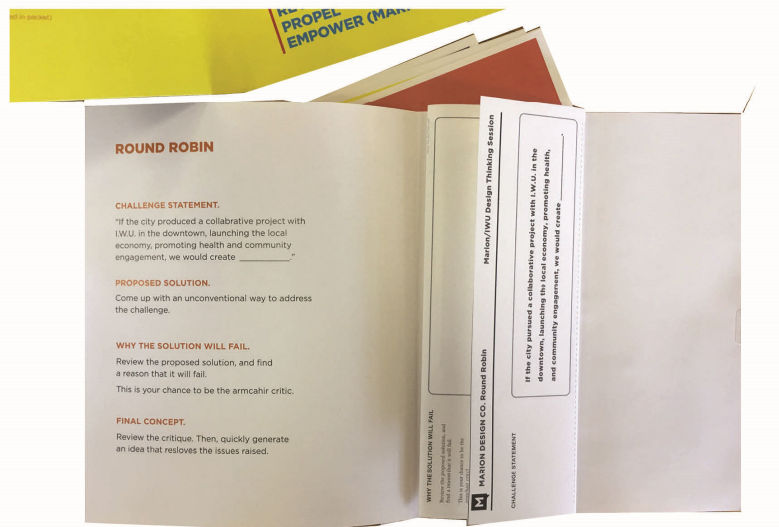 ed in packet)
PROPEL
EMPOWER (MARI
ROUND ROBIN
CHALLENGE STATEMENT.
"If the city produced a collabrative project with
I.W.U. in the downtown, launching the local
economy, promoting health and community
engagement, we would create __________."
PROPOSED SOLUTION.
Come up with an unconventional way to address
the challenge.
WHY THE SOLUTION WILL FAIL.
Review the proposed solution, and find
a reason that it will fail.
This is your chance to be the armcahir critic.
FINAL CONCEPT.
Review the critique. Then, quickly generate
an idea that resloves the issues raised.
WHY THE SOLUTION WILL FAIL
Review the proposed solution, and
find a reason that it will fail.
This is your chance to be the
M MARION DESIGN CO. Round Robin
Marion/IWU Design Thinking Session
CHALLENGE STATEMENT
If the city pursued a collaborative project with I.W.U. in the
downtown, launching the local economy, promoting health,
and community engagement, we would create __________.